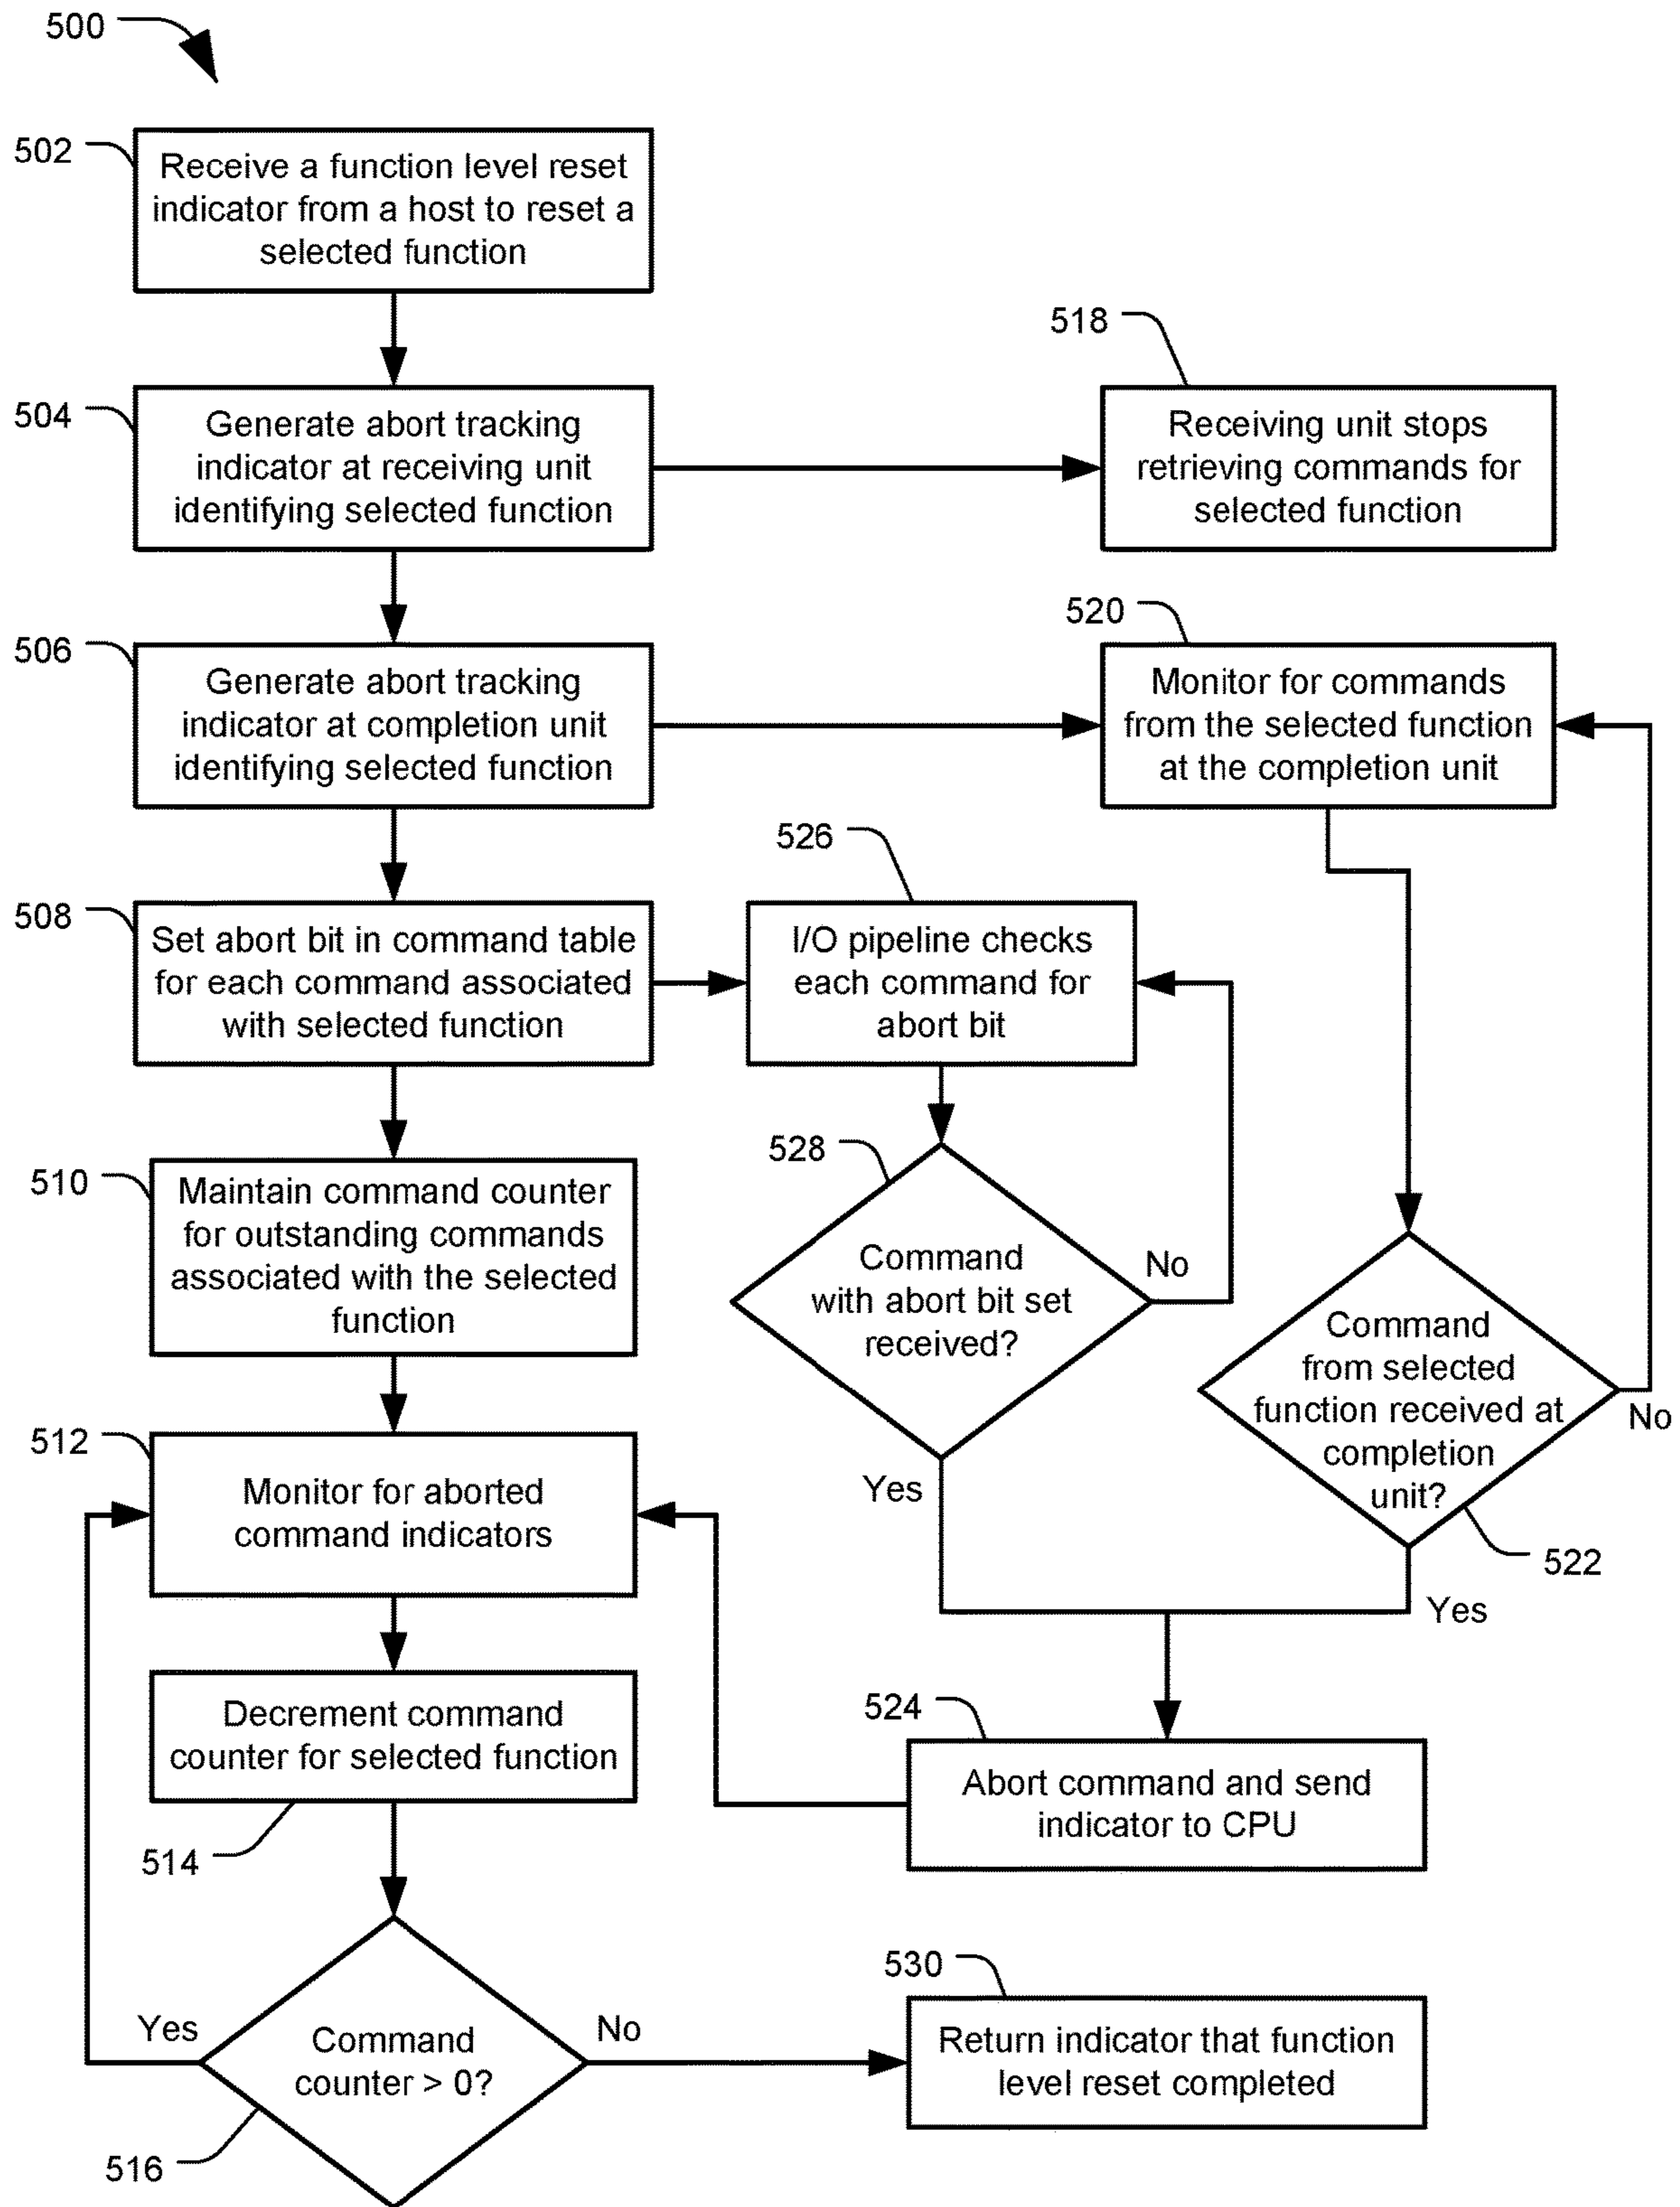 500
502
Receive a function level reset
indicator from a host to reset a
selected function
504
Generate abort tracking
indicator at receiving unit
identifying selected function
518
Receiving unit stops
retrieving commands for
selected function
506
Generate abort tracking
indicator at completion unit
identifying selected function
520
Monitor for commands
from the selected function
at the completion unit
508
Set abort bit in command table
for each command associated
with selected function
526
I/O pipeline checks
each command for
abort bit
510
Maintain command counter
for outstanding commands
associated with the selected
function
528
Command
with abort bit set
received?
No
Yes
Command
from selected
function received at
completion
unit?
No
522
Yes
512
Monitor for aborted
command indicators
514
Decrement command
counter for selected function
524
Abort command and send
indicator to CPU
516
Command
counter > 0?
Yes
No
530
Return indicator that function
level reset completed